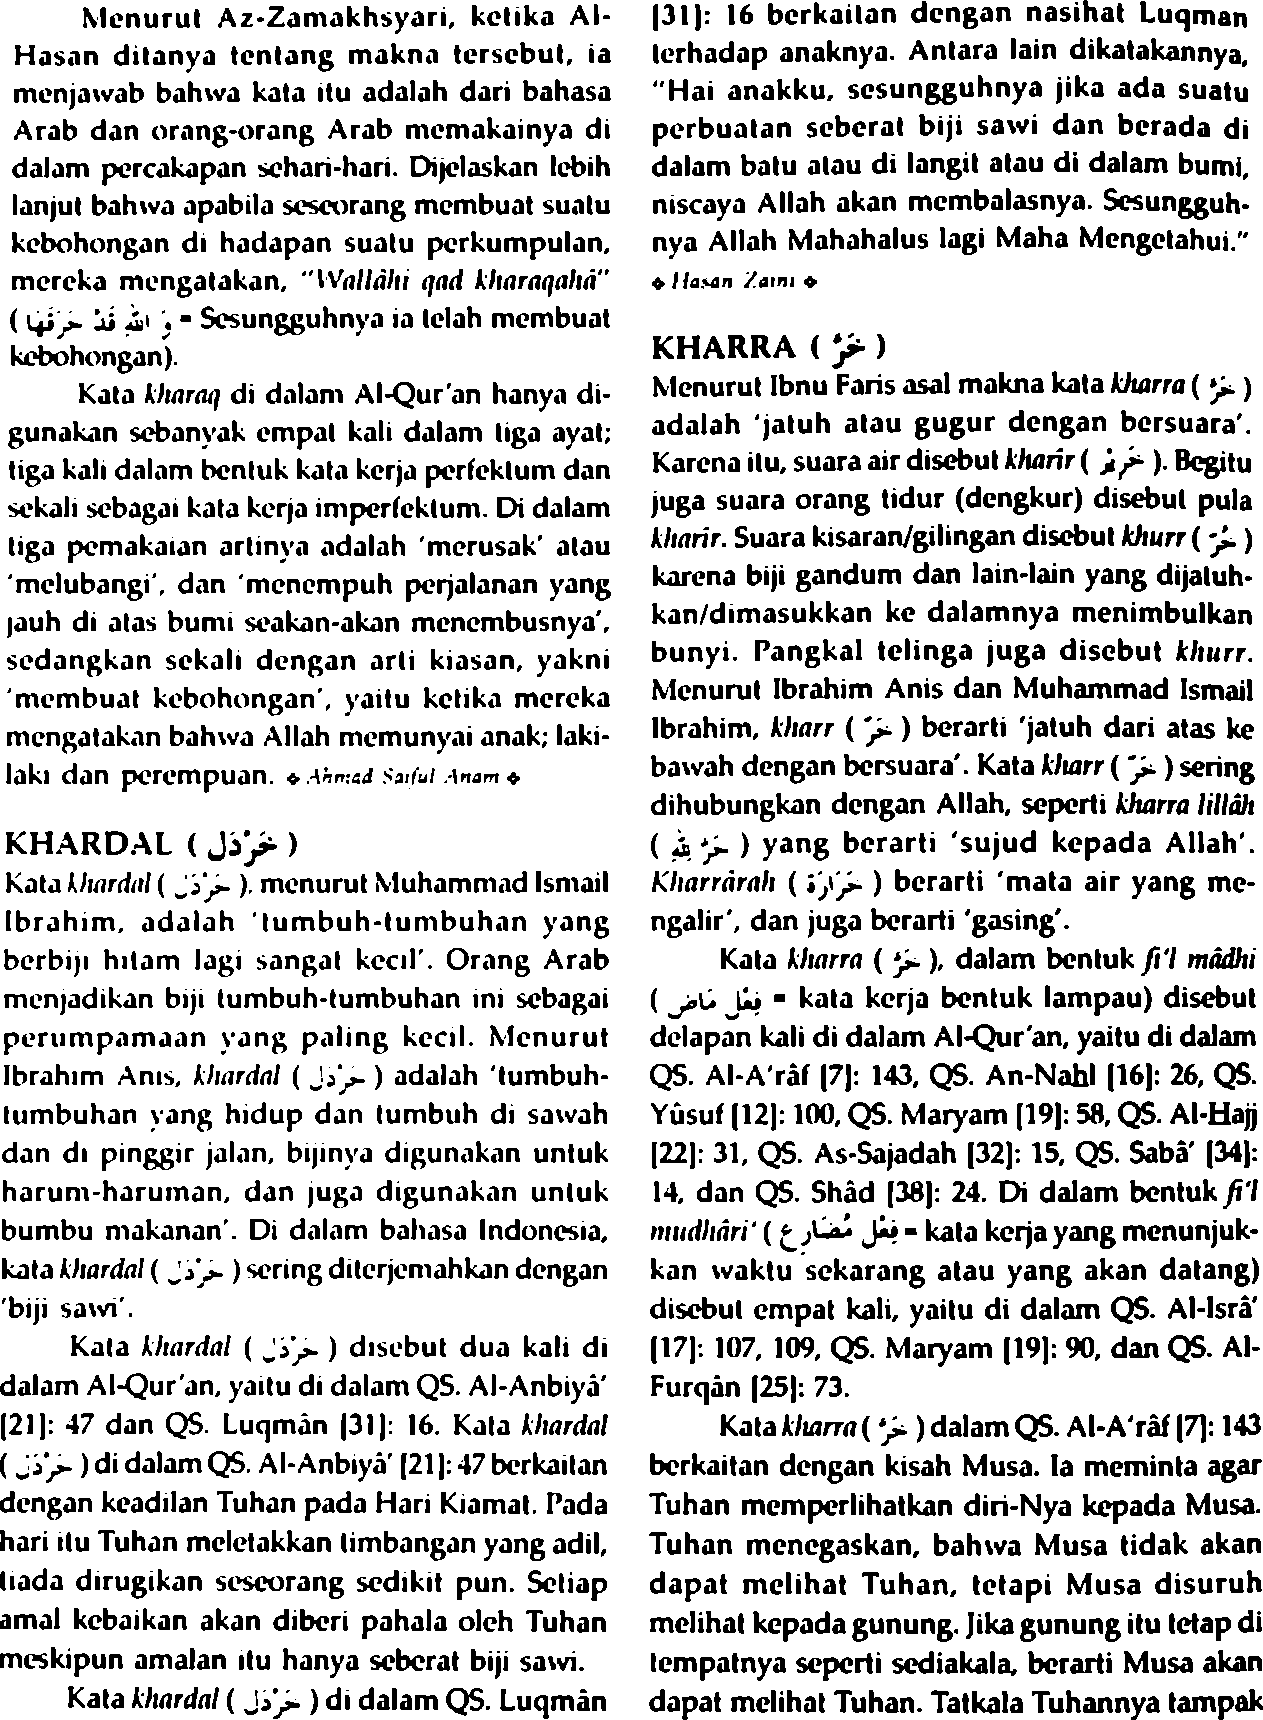 Menurut Az-Zamakhsyari, ketika Al-
Hasan ditanya tentang makna tersebut, ia
menjawab bahwa kata itu adalah dari bahasa
Arab dan orang-orang Arab memakainya di
dalam percakapan sehari-hari. Dijelaskan lebih
lanjut bahwa apabila seseorang membuat suatu
kebohongan di hadapan suatu perkumpulan,
mereka mengatakan, "Wallâhi qad kharaqahâ"
( وَ اللهِ قَدْ خَرَقَهَا = Sesungguhnya ia telah membuat
kebohongan).
Kata kharaq di dalam Al-Qur'an hanya di-
gunakan sebanyak empat kali dalam tiga ayat;
tiga kali dalam bentuk kata kerja perfektum dan
sekali sebagai kata kerja imperfektum. Di dalam
tiga pemakaian artinya adalah 'merusak' atau
'melubangi', dan 'menempuh perjalanan yang
jauh di atas bumi seakan-akan menembusnya',
sedangkan sekali dengan arti kiasan, yakni
'membuat kebohongan', yaitu ketika mereka
mengatakan bahwa Allah memunyai anak; laki-
laki dan perempuan. ◆ Ahmad Saiful Anam ◆
KHARDAL ( خَرْدَل )
Kata khardal ( خَرْدَل ), menurut Muhammad Ismail
Ibrahim, adalah 'tumbuh-tumbuhan yang
berbiji hitam lagi sangat kecil'. Orang Arab
menjadikan biji tumbuh-tumbuhan ini sebagai
perumpamaan yang paling kecil. Menurut
Ibrahim Anis, khardal ( خَرْدَل ) adalah 'tumbuh-
tumbuhan yang hidup dan tumbuh di sawah
dan di pinggir jalan, bijinya digunakan untuk
harum-haruman, dan juga digunakan untuk
bumbu makanan'. Di dalam bahasa Indonesia,
kata khardal ( خَرْدَل ) sering diterjemahkan dengan
'biji sawi'.
Kata khardal ( خَرْدَل ) disebut dua kali di
dalam Al-Qur'an, yaitu di dalam QS. Al-Anbiyâ'
[21]: 47 dan QS. Luqmân [31]: 16. Kata khardal
( خَرْدَل ) di dalam QS. Al-Anbiyâ' [21]: 47 berkaitan
dengan keadilan Tuhan pada Hari Kiamat. Pada
hari itu Tuhan meletakkan timbangan yang adil,
tiada dirugikan seseorang sedikit pun. Setiap
amal kebaikan akan diberi pahala oleh Tuhan
meskipun amalan itu hanya seberat biji sawi.
Kata khardal ( خَرْدَل ) di dalam QS. Luqmân
[31]: 16 berkaitan dengan nasihat Luqman
terhadap anaknya. Antara lain dikatakannya,
"Hai anakku, sesungguhnya jika ada suatu
perbuatan seberat biji sawi dan berada di
dalam batu atau di langit atau di dalam bumi,
niscaya Allah akan membalasnya. Sesungguh-
nya Allah Mahahalus lagi Maha Mengetahui."
◆ Hasan Zaini ◆
KHARRA ( خَرَّ )
Menurut Ibnu Faris asal makna kata kharra ( خَرَّ )
adalah 'jatuh atau gugur dengan bersuara'.
Karena itu, suara air disebut kharîr ( خَرِيْر ). Begitu
juga suara orang tidur (dengkur) disebut pula
kharîr. Suara kisaran/gilingan disebut khurr ( خُرّ )
karena biji gandum dan lain-lain yang dijatuh-
kan/dimasukkan ke dalamnya menimbulkan
bunyi. Pangkal telinga juga disebut khurr.
Menurut Ibrahim Anis dan Muhammad Ismail
Ibrahim, kharr ( خَرّ ) berarti 'jatuh dari atas ke
bawah dengan bersuara'. Kata kharr ( خَرّ ) sering
dihubungkan dengan Allah, seperti kharra lillâh
( خَرَّ لِلَّهِ ) yang berarti 'sujud kepada Allah'.
Kharrârah ( خَرَّارَة ) berarti 'mata air yang me-
ngalir', dan juga berarti 'gasing'.
Kata kharra ( خَرَّ ), dalam bentuk fi'l mâdhi
( فِعْل مَاضٍ = kata kerja bentuk lampau) disebut
delapan kali di dalam Al-Qur'an, yaitu di dalam
QS. Al-A'râf [7]: 143, QS. An-Nahl [16]: 26, QS.
Yûsuf [12]: 100, QS. Maryam [19]: 58, QS. Al-Hajj
[22]: 31, QS. As-Sajadah [32]: 15, QS. Sabâ' [34]:
14, dan QS. Shâd [38]: 24. Di dalam bentuk fi'l
mudhâri' ( فِعْل مُضَارِع = kata kerja yang menunjuk-
kan waktu sekarang atau yang akan datang)
disebut empat kali, yaitu di dalam QS. Al-Isrâ'
[17]: 107, 109, QS. Maryam [19]: 90, dan QS. Al-
Furqân [25]: 73.
Kata kharra ( خَرَّ ) dalam QS. Al-A'râf [7]: 143
berkaitan dengan kisah Musa. Ia meminta agar
Tuhan memperlihatkan diri-Nya kepada Musa.
Tuhan menegaskan, bahwa Musa tidak akan
dapat melihat Tuhan, tetapi Musa disuruh
melihat kepada gunung. Jika gunung itu tetap di
tempatnya seperti sediakala, berarti Musa akan
dapat melihat Tuhan. Tatkala Tuhannya tampak